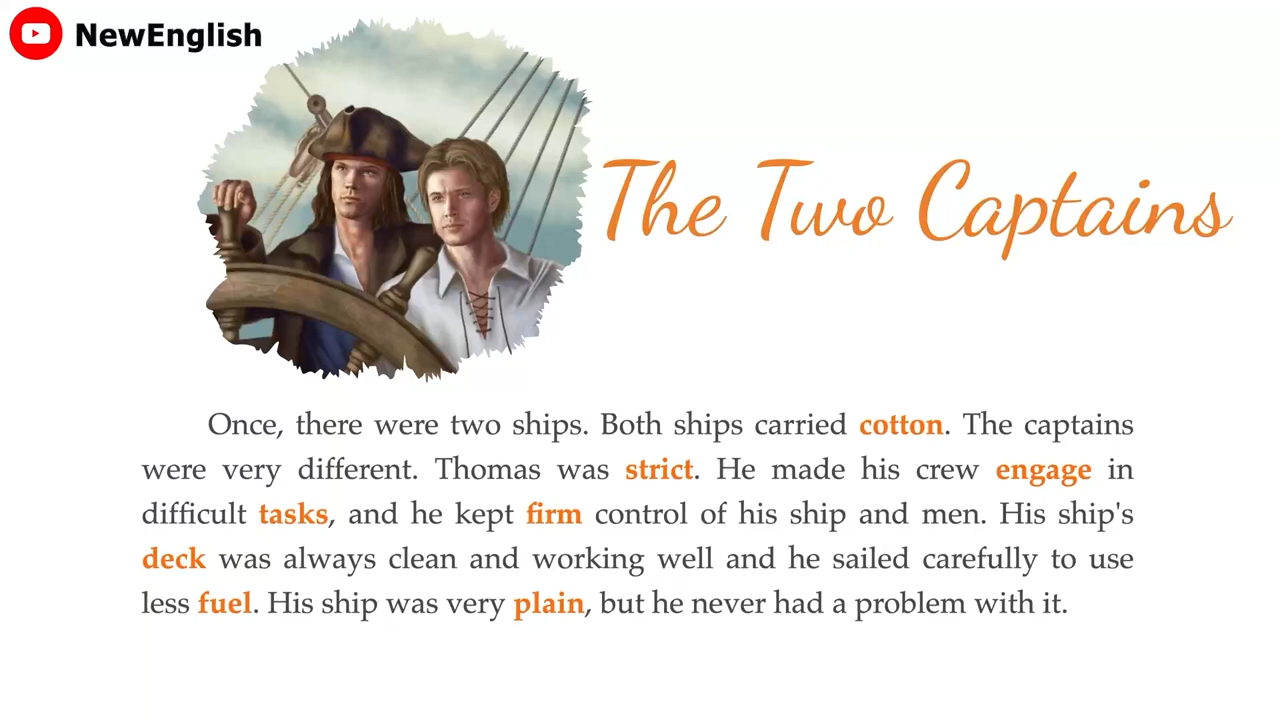 NewEnglish
The Two Captains
Once, there were two ships. Both ships carried cotton. The captains
were very different. Thomas was strict. He made his crew engage in
difficult tasks, and he kept firm control of his ship and men. His ship's
deck was always clean and working well and he sailed carefully to use
less fuel. His ship was very plain, but he never had a problem with it.